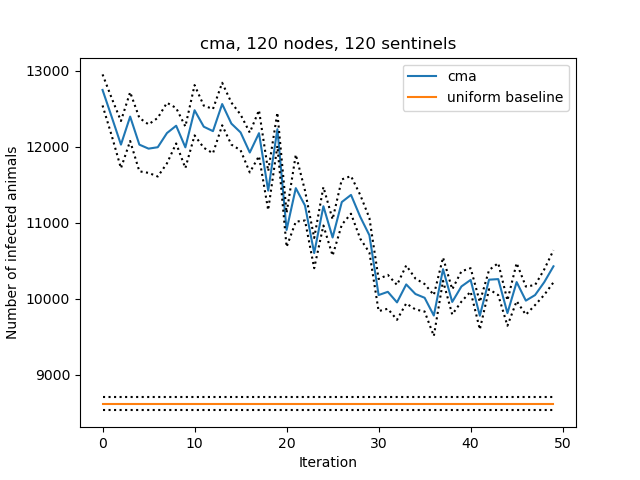 cma, 120 nodes, 120 sentinels
cma
uniform baseline
13000
12000
11000
10000
9000
Number of infected animals
0 10 20 30 40 50
Iteration